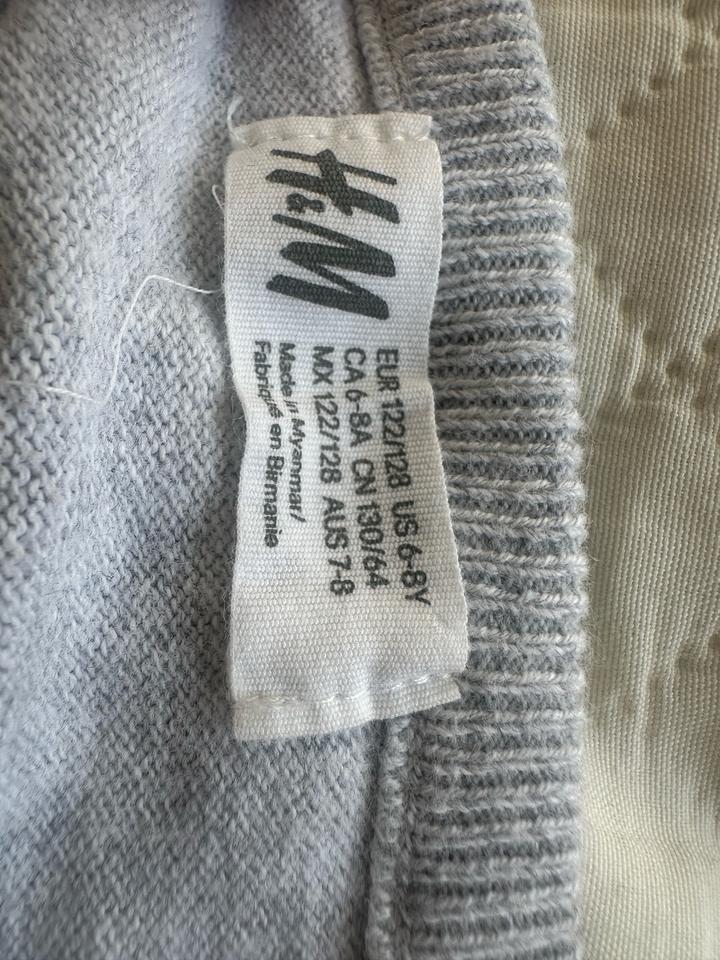 H&M
EUR 122/128 US 6-8Y
CA 6-8A CN 130/64
MX 122/128 AUS 7-8
Made in Myanmar/
Fabriqué en Birmanie